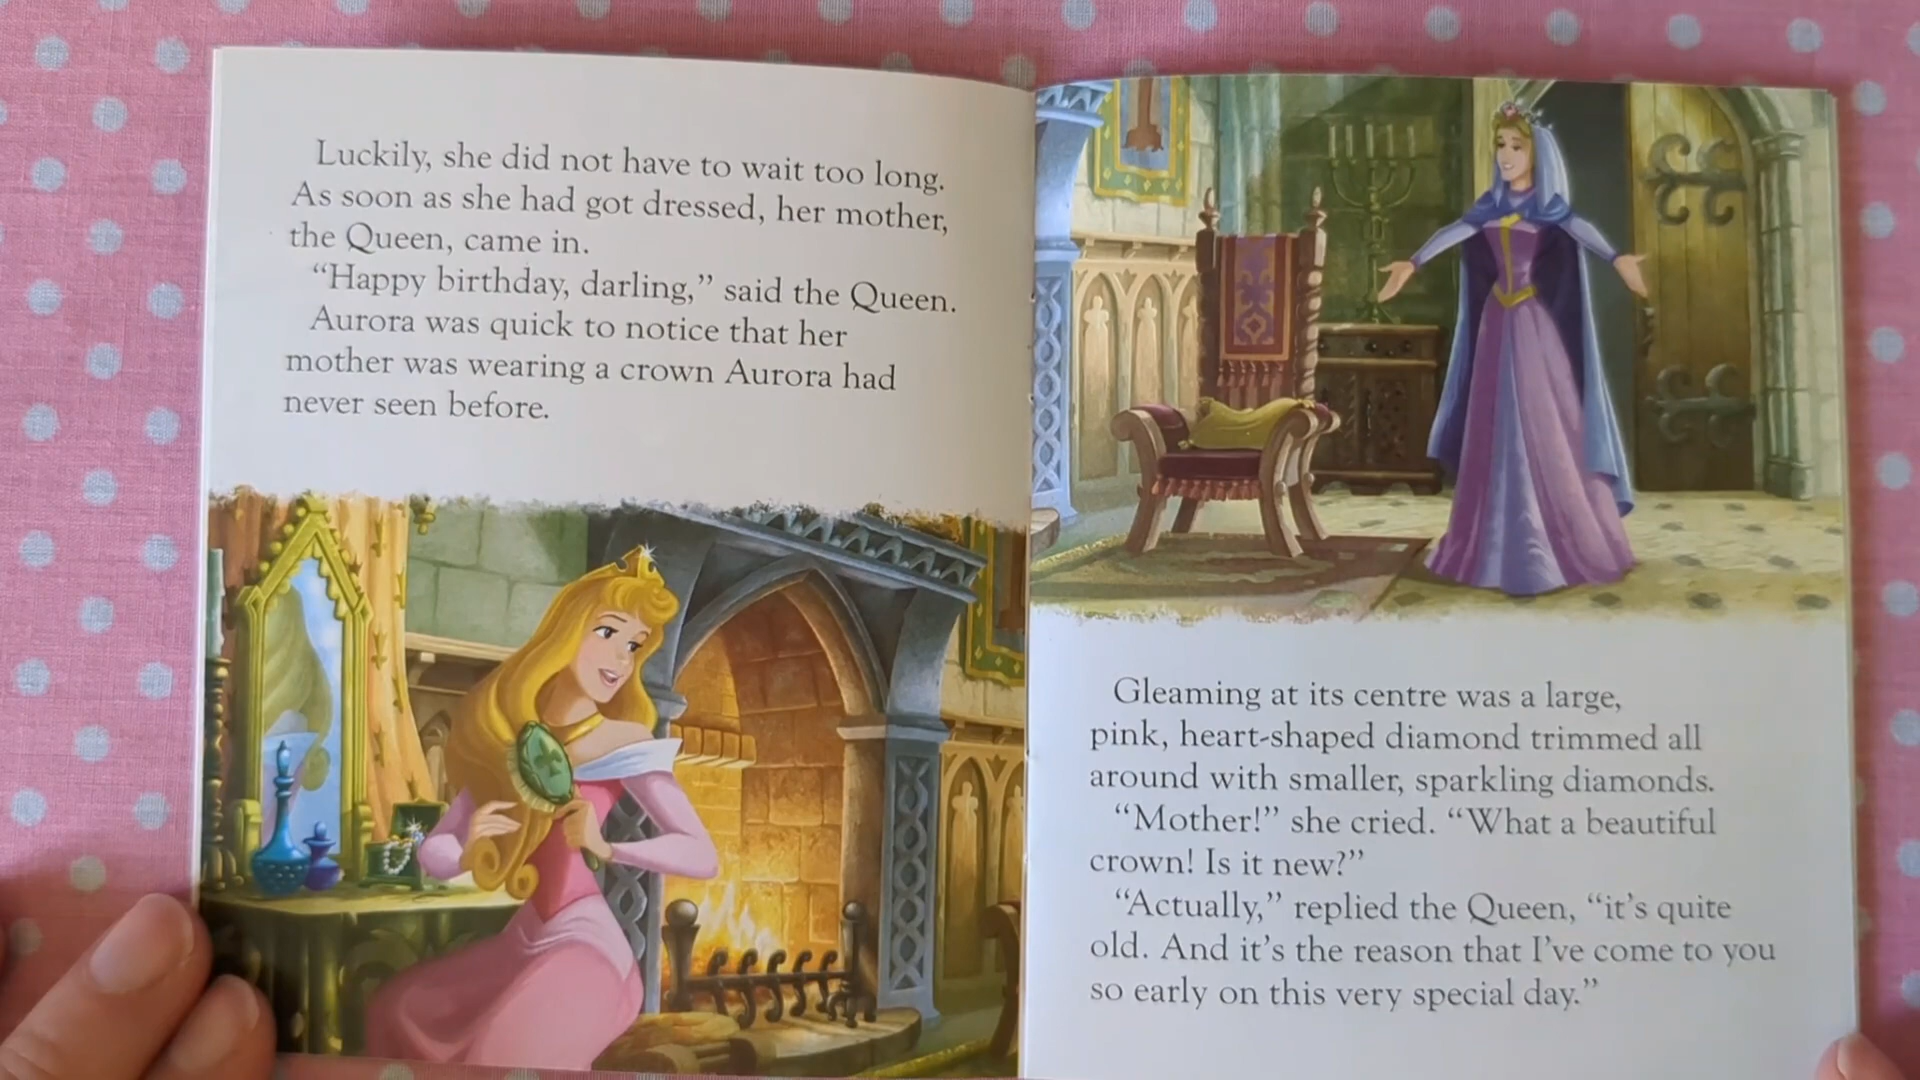 Luckily, she did not have to wait too long.
As soon as she had got dressed, her mother,
the Queen, came in.
“Happy birthday, darling,” said the Queen.
Aurora was quick to notice that her
mother was wearing a crown Aurora had
never seen before.
Gleaming at its centre was a large,
pink, heart-shaped diamond trimmed all
around with smaller, sparkling diamonds.
“Mother!” she cried. “What a beautiful
crown! Is it new?”
“Actually,” replied the Queen, “it’s quite
old. And it’s the reason that I’ve come to you
so early on this very special day.”